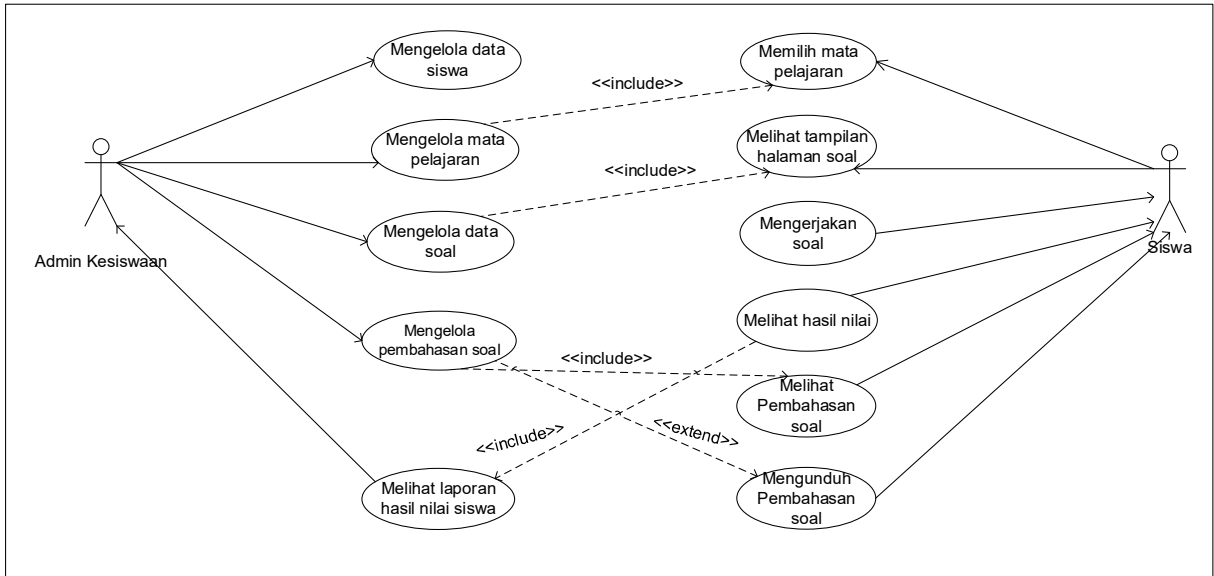 Mengelola data
siswa
Memilih mata
pelajaran
<<include>>
Mengelola mata
pelajaran
Melihat tampilan
halaman soal
<<include>>
Mengelola data
soal
Mengerjakan
soal
Admin Kesiswaan
Siswa
Mengelola
pembahasan soal
Melihat hasil nilai
<<include>>
Melihat
Pembahasan
soal
<<include>>
<<extend>>
Melihat laporan
hasil nilai siswa
Mengunduh
Pembahasan
soal